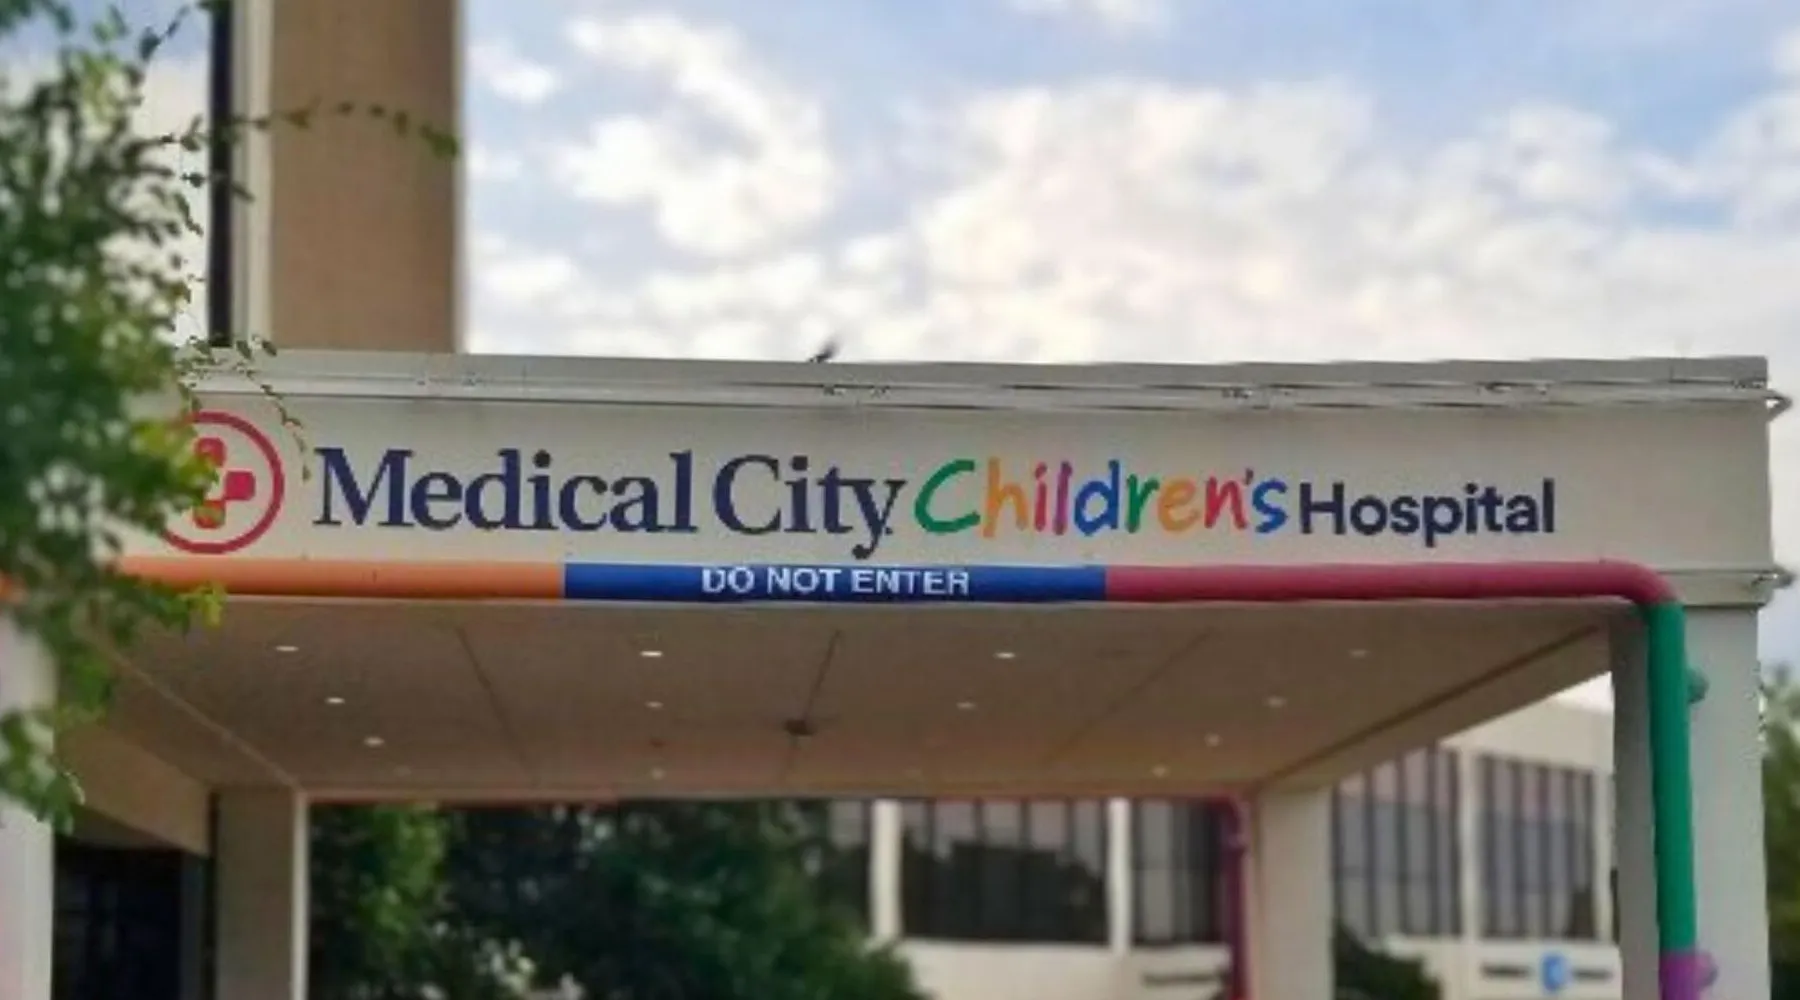 Medical City Children's Hospital
DO NOT ENTER